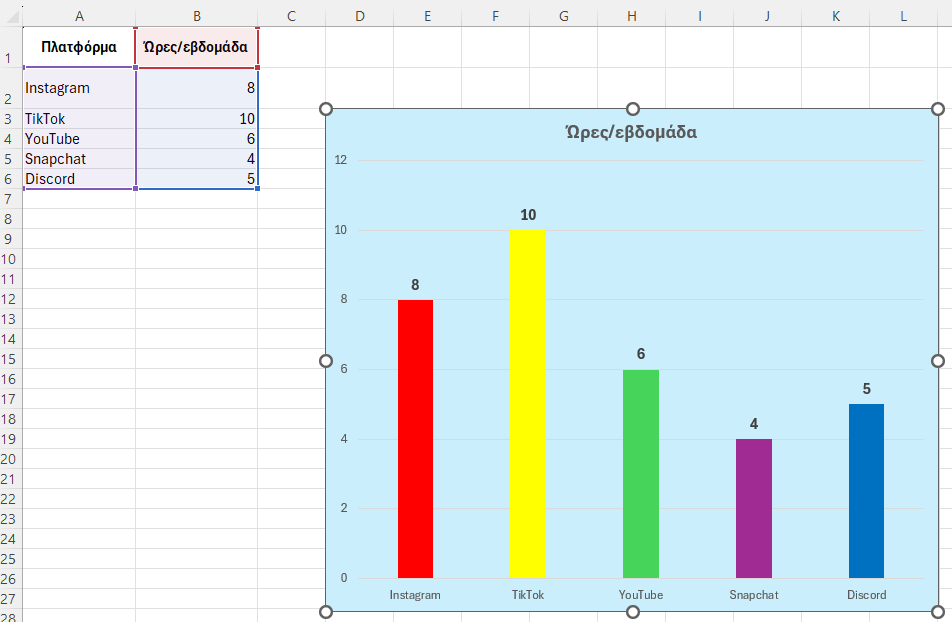 A B C D E F G H I J K L
1 Πλατφόρμα Ώρες/εβδομάδα
2 Instagram 8
3 TikTok 10
4 YouTube 6
5 Snapchat 4
6 Discord 5
7
8
9
10
11
12
13
14
15
16
17
18
19
20
21
22
23
24
25
26
27
28
Ώρες/εβδομάδα
12
10
8
6
4
2
0
8 10 6 4 5
Instagram TikTok YouTube Snapchat Discord